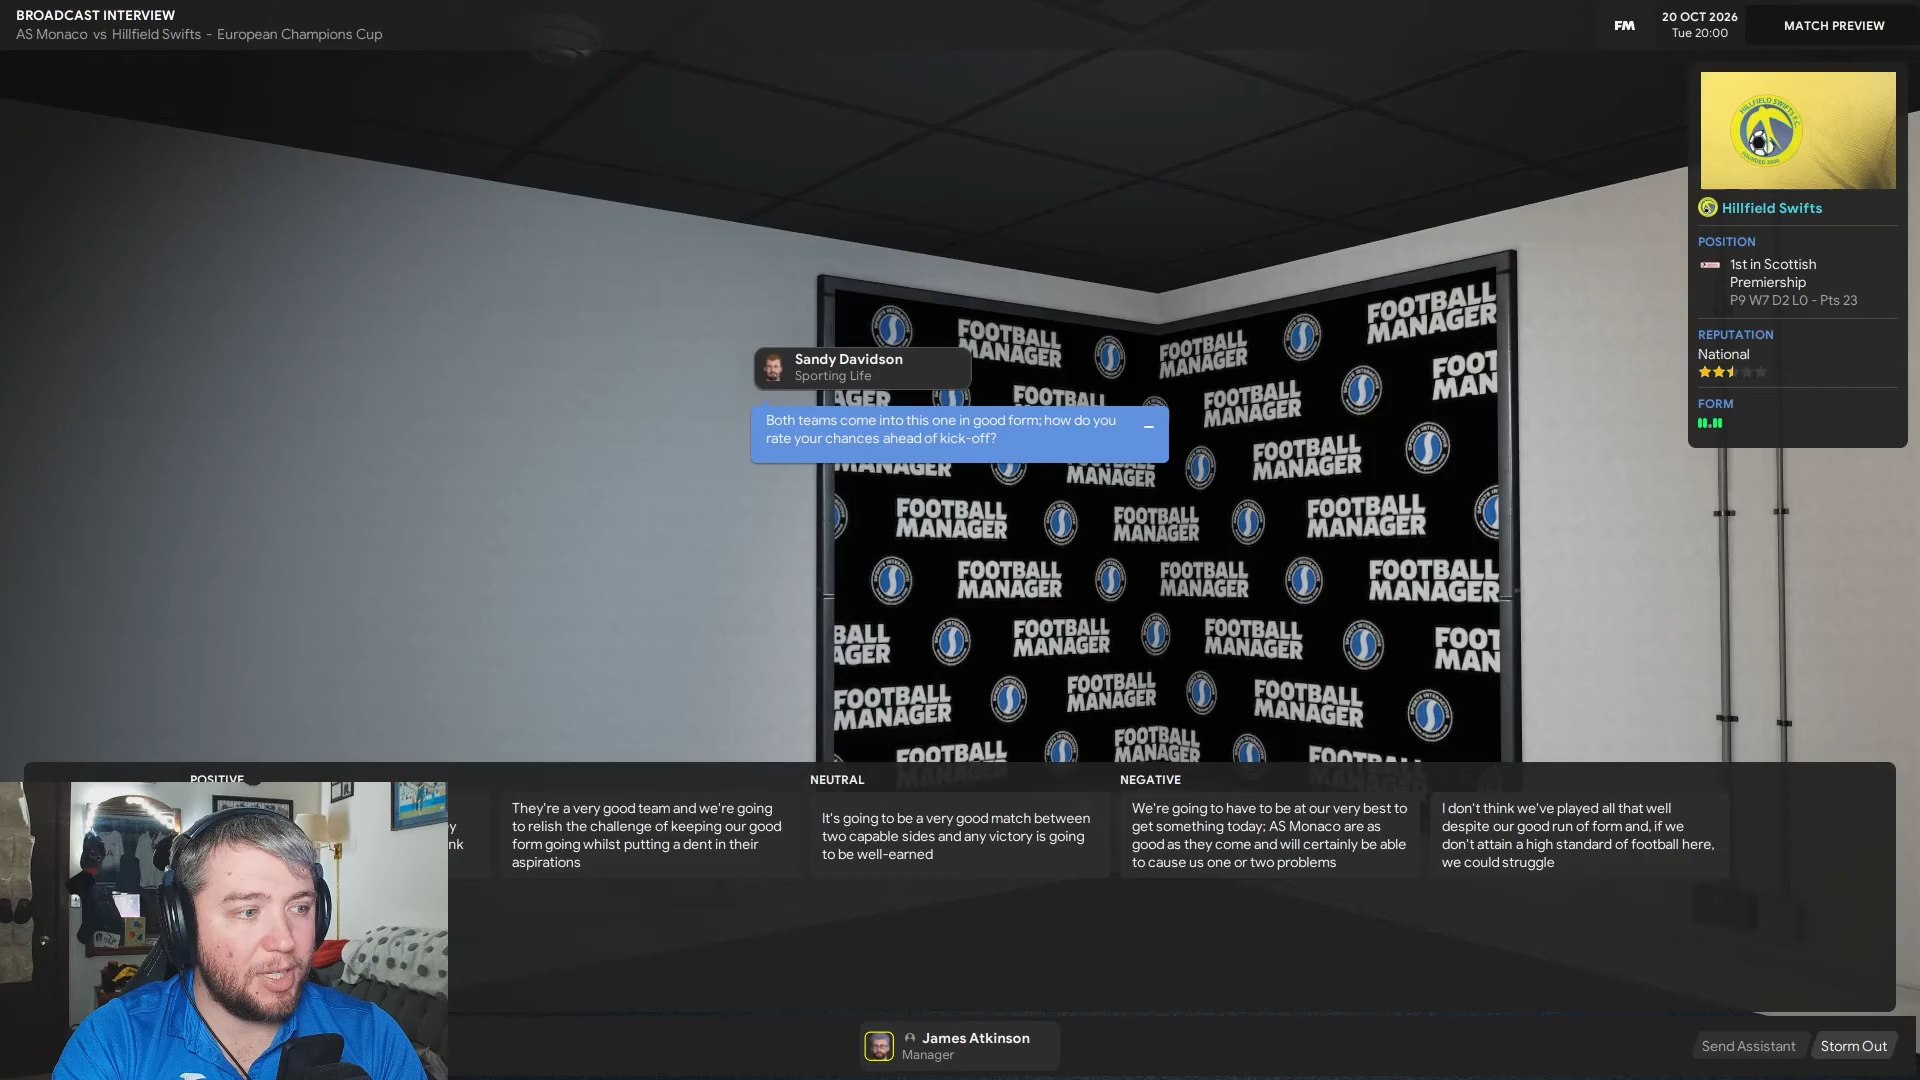 BROADCAST INTERVIEW
AS Monaco vs Hillfield Swifts - European Champions Cup
FM
20 OCT 2026
Tue 20:00
MATCH PREVIEW
HILLFIELD SWIFTS F.C.
FOUNDED 2000
Hillfield Swifts
POSITION
1st in Scottish
Premiership
P9 W7 D2 L0 - Pts 23
REPUTATION
National
FORM
Sandy Davidson
Sporting Life
Both teams come into this one in good form; how do you
rate your chances ahead of kick-off?
FOOTBALL MANAGER
POSITIVE
They're a very good team and we're going
to relish the challenge of keeping our good
form going whilst putting a dent in their
aspirations
NEUTRAL
It's going to be a very good match between
two capable sides and any victory is going
to be well-earned
NEGATIVE
We're going to have to be at our very best to
get something today; AS Monaco are as
good as they come and will certainly be able
to cause us one or two problems
I don't think we've played all that well
despite our good run of form and, if we
don't attain a high standard of football here,
we could struggle
James Atkinson
Manager
Send Assistant
Storm Out